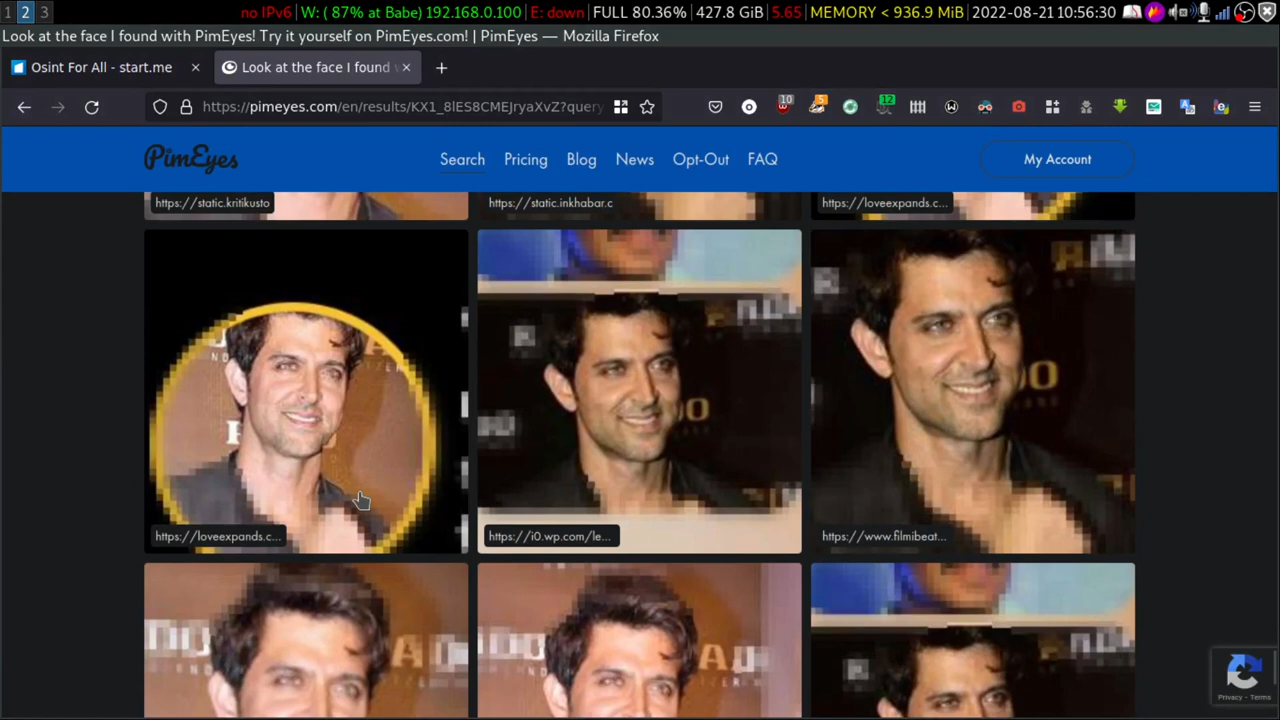 1 2 3 no IPv6 W: ( 87% at Babe) 192.168.0.100 E: down FULL 80.36% 427.8 GiB 5.65 MEMORY < 936.9 MiB 2022-08-21 10:56:30
Look at the face I found with PimEyes! Try it yourself on PimEyes.com! | PimEyes — Mozilla Firefox
Osint For All - start.me × Look at the face I found × +
https://pimeyes.com/en/results/KX1_8lES8CMEJryaXvZ?query 10 5 12
PimEyes Search Pricing Blog News Opt-Out FAQ My Account
https://static.kritikusto https://static.inkhabar.c https://loveexpands.c...
https://loveexpands.c... https://i0.wp.com/le... https://www.filmibeat...
Privacy - Terms